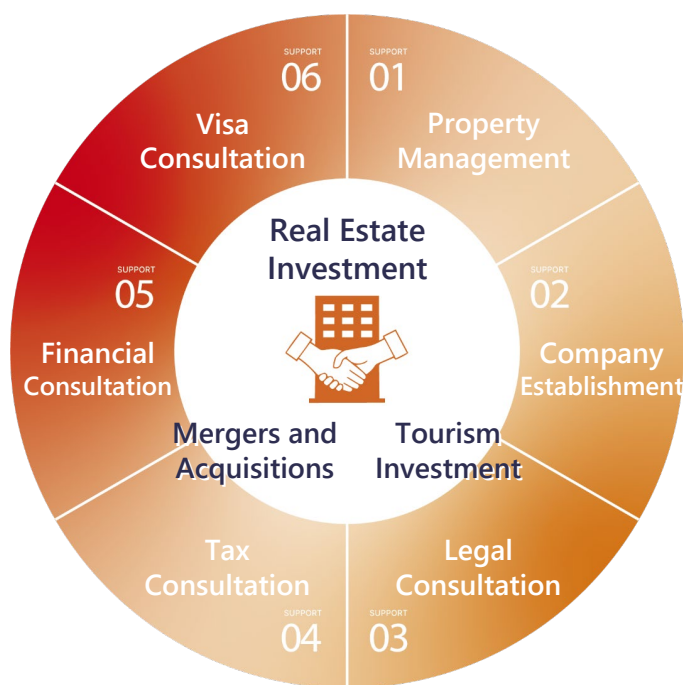 SUPPORT
01
Property
Management
SUPPORT
02
Company
Establishment
SUPPORT
03
Legal
Consultation
SUPPORT
04
Tax
Consultation
SUPPORT
05
Financial
Consultation
SUPPORT
06
Visa
Consultation
Real Estate
Investment
Mergers and
Acquisitions
Tourism
Investment